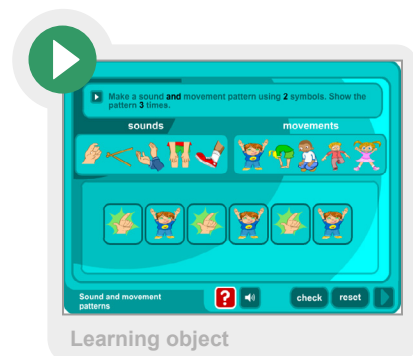 Make a sound and movement pattern using 2 symbols. Show the
pattern 3 times.
sounds
movements
Sound and movement
patterns
?
check
reset
Learning object